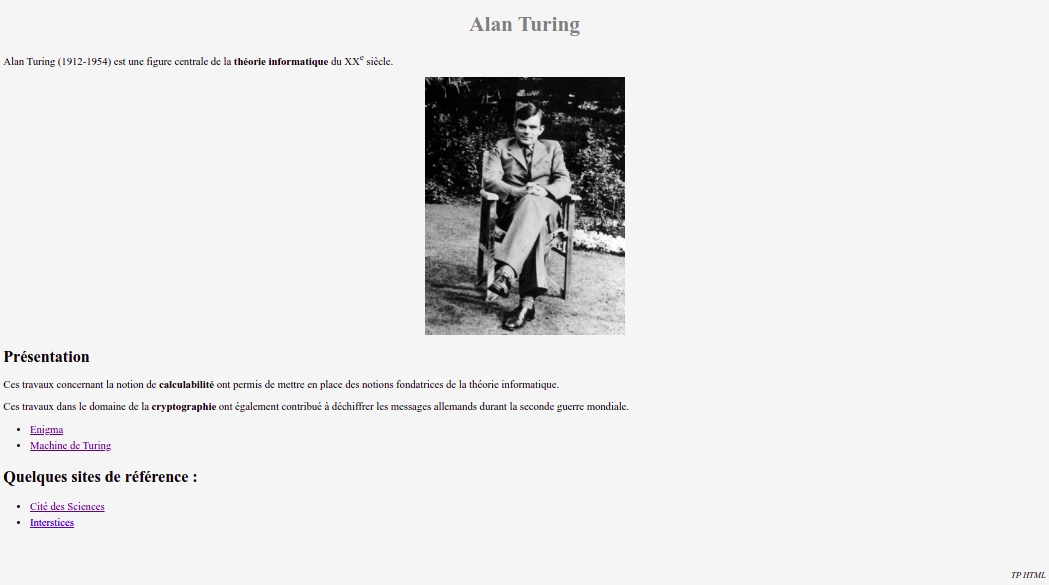 Alan Turing
Alan Turing (1912-1954) est une figure centrale de la théorie informatique du XXe siècle.
Présentation
Ces travaux concernant la notion de calculabilité ont permis de mettre en place des notions fondatrices de la théorie informatique.
Ces travaux dans le domaine de la cryptographie ont également contribué à déchiffrer les messages allemands durant la seconde guerre mondiale.
• Enigma
• Machine de Turing
Quelques sites de référence :
• Cité des Sciences
• Interstices
TP HTML